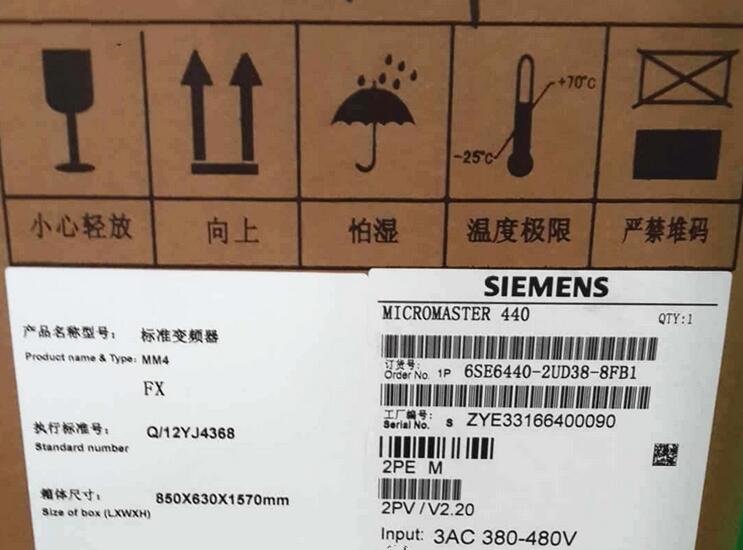 +70°C
-25°C
小心轻放 向上 怕湿 温度极限 严禁堆码
产品名称型号: 标准变频器
Product name & Type: MM4
FX
执行标准号: Q/12YJ4368
Standard number
箱体尺寸: 850X630X1570mm
Size of box (LXWXH)
SIEMENS
MICROMASTER 440 QTY:1
订货号:
Order No. 1P 6SE6440-2UD38-8FB1
工厂编号:
Serial No. S ZYE33166400090
2PE M
2PV / V2.20
Input: 3AC 380-480V